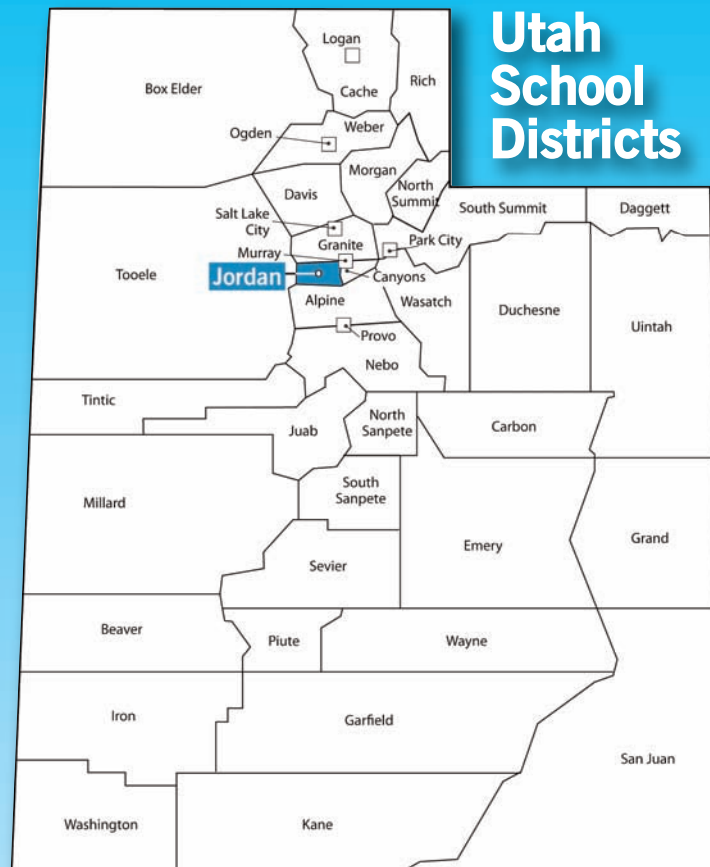 Utah
School
Districts
Logan
Box Elder
Cache
Rich
Ogden
Weber
Morgan
Davis
North
Summit
South Summit
Daggett
Salt Lake
City
Granite
Park City
Murray
Tooele
Jordan
Canyons
Alpine
Wasatch
Duchesne
Uintah
Provo
Nebo
Tintic
Juab
North
Sanpete
Carbon
Millard
South
Sanpete
Emery
Grand
Sevier
Beaver
Piute
Wayne
Iron
Garfield
San Juan
Washington
Kane